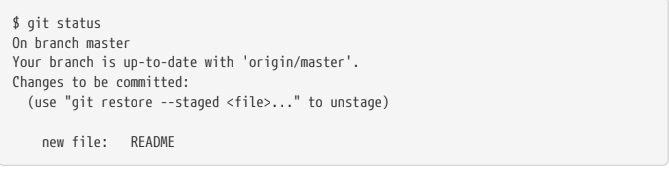 $ git status
On branch master
Your branch is up-to-date with 'origin/master'.
Changes to be committed:
  (use "git restore --staged <file>..." to unstage)

    new file:   README